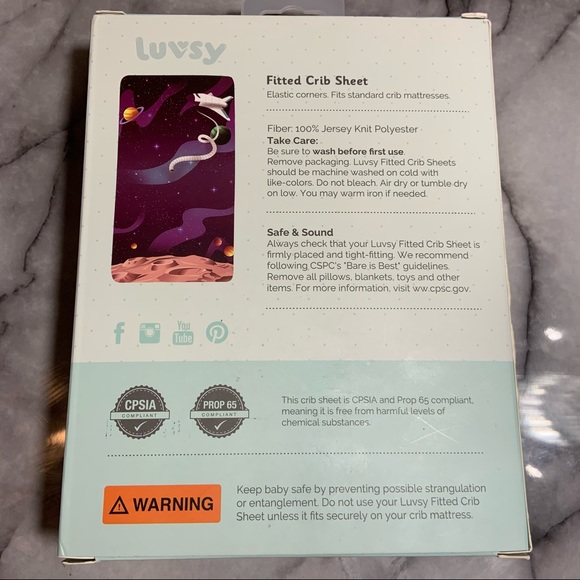 Luvsy
Fitted Crib Sheet
Elastic corners. Fits standard crib mattresses.
Fiber: 100% Jersey Knit Polyester
Take Care:
Be sure to wash before first use.
Remove packaging. Luvsy Fitted Crib Sheets
should be machine washed on cold with
like-colors. Do not bleach. Air dry or tumble dry
on low. You may warm iron if needed.
Safe & Sound
Always check that your Luvsy Fitted Crib Sheet is
firmly placed and tight-fitting. We recommend
following CSPC's "Bare is Best" guidelines.
Remove all pillows, blankets, toys and other
items. For more information, visit ww.cpsc.gov.
f
You
Tube
CPSIA
COMPLIANT
PROP 65
COMPLIANT
This crib sheet is CPSIA and Prop 65 compliant,
meaning it is free from harmful levels of
chemical substances.
WARNING
Keep baby safe by preventing possible strangulation
or entanglement. Do not use your Luvsy Fitted Crib
Sheet unless it fits securely on your crib mattress.